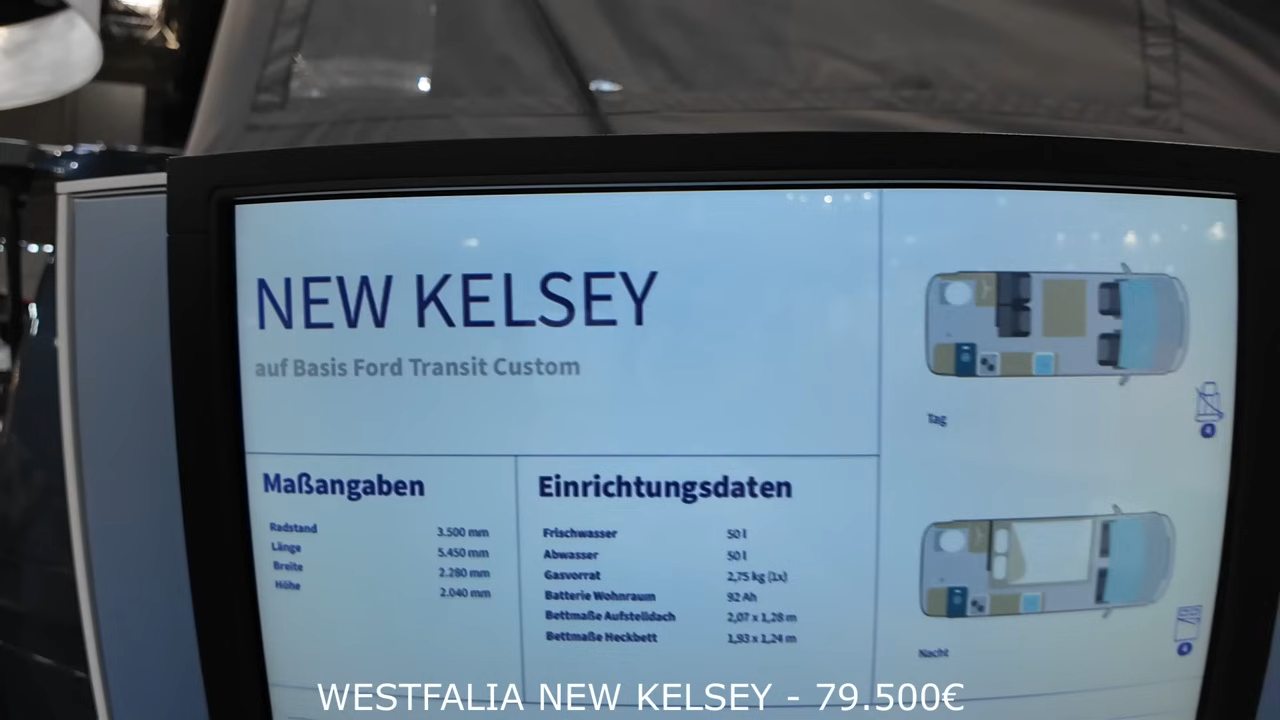 NEW KELSEY
auf Basis Ford Transit Custom
Maßangaben
Radstand 3.500 mm
Länge 5.450 mm
Breite 2.280 mm
Höhe 2.040 mm
Einrichtungsdaten
Frischwasser 50 l
Abwasser 50 l
Gasvorrat 2,75 kg (1x)
Batterie Wohnraum 92 Ah
Bettmaße Aufstelldach 2,07 x 1,28 m
Bettmaße Heckbett 1,93 x 1,24 m
Tag
4
Nacht
4
WESTFALIA NEW KELSEY - 79.500€